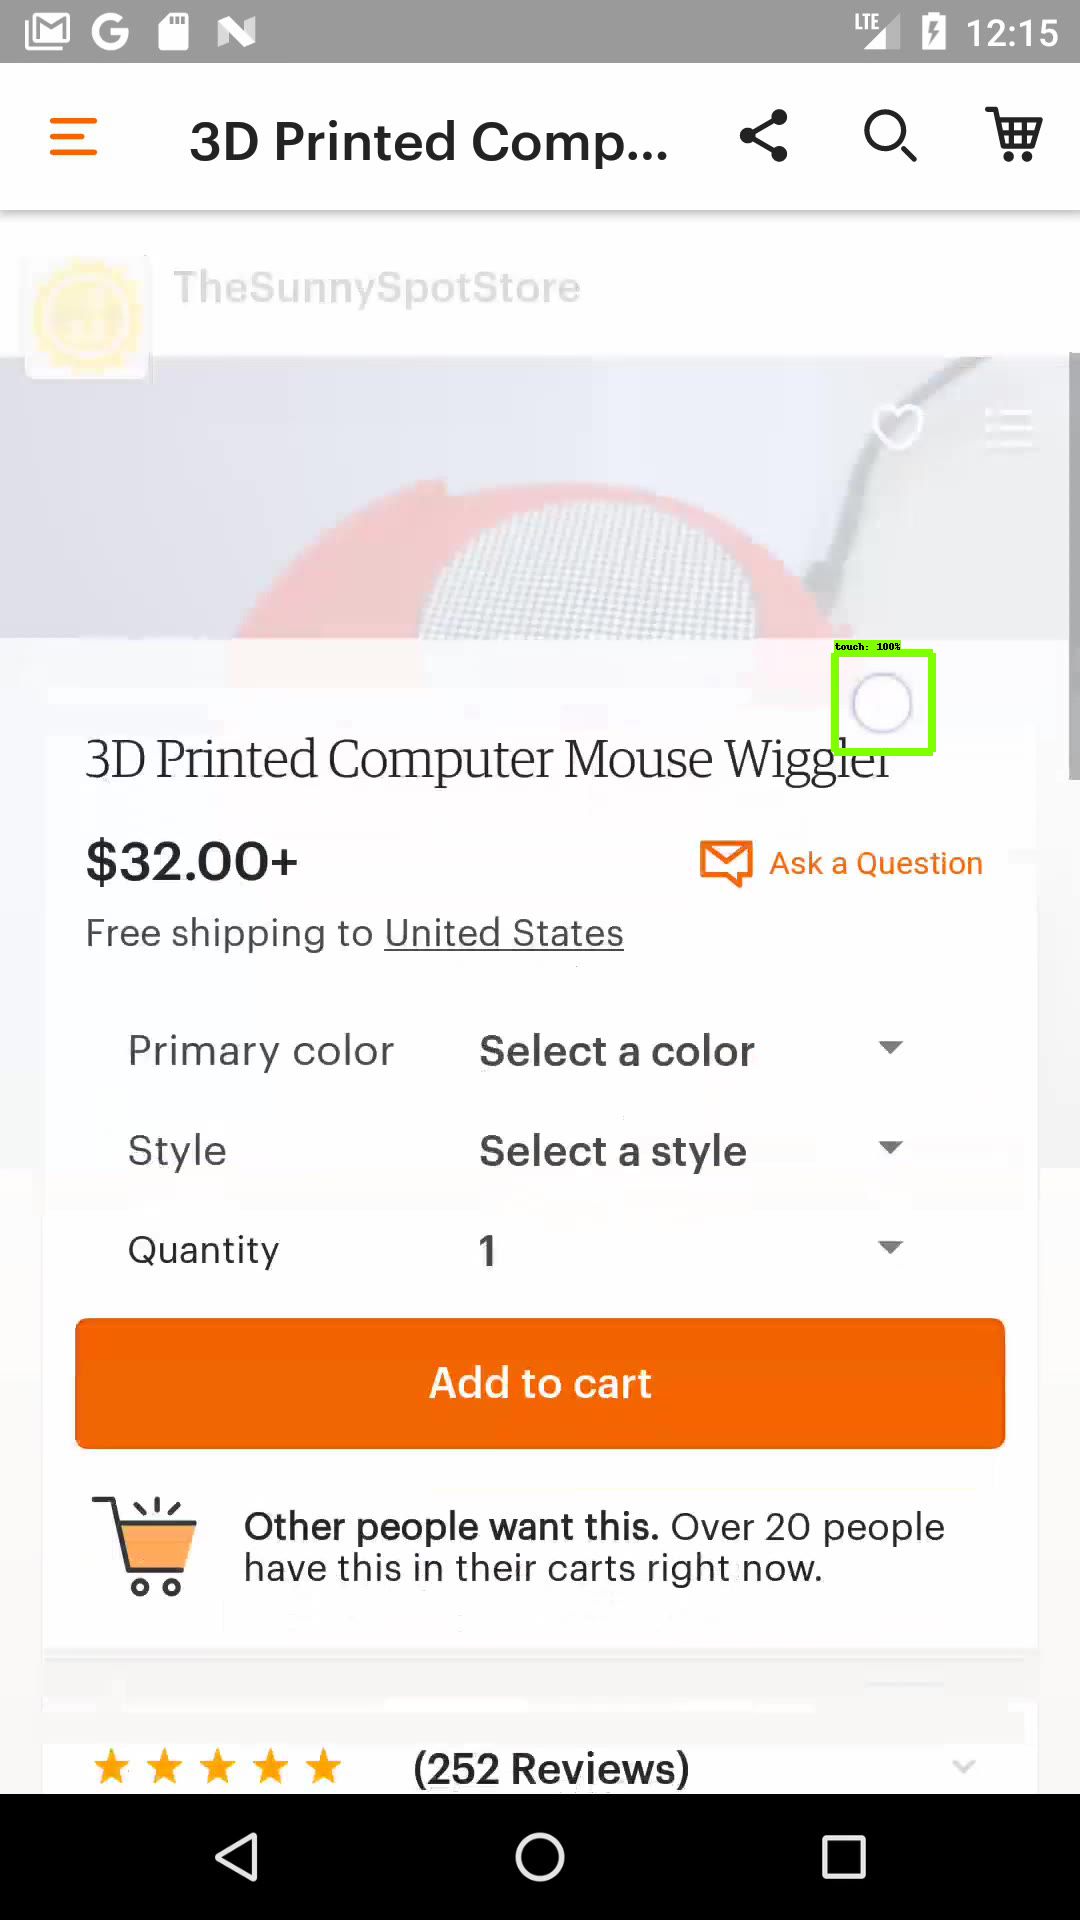 LTE 12:15
3D Printed Comp...
TheSunnySpotStore
touch: 100%
3D Printed Computer Mouse Wiggler
$32.00+
Ask a Question
Free shipping to United States
Primary color Select a color
Style Select a style
Quantity 1
Add to cart
Other people want this. Over 20 people
have this in their carts right now.
(252 Reviews)